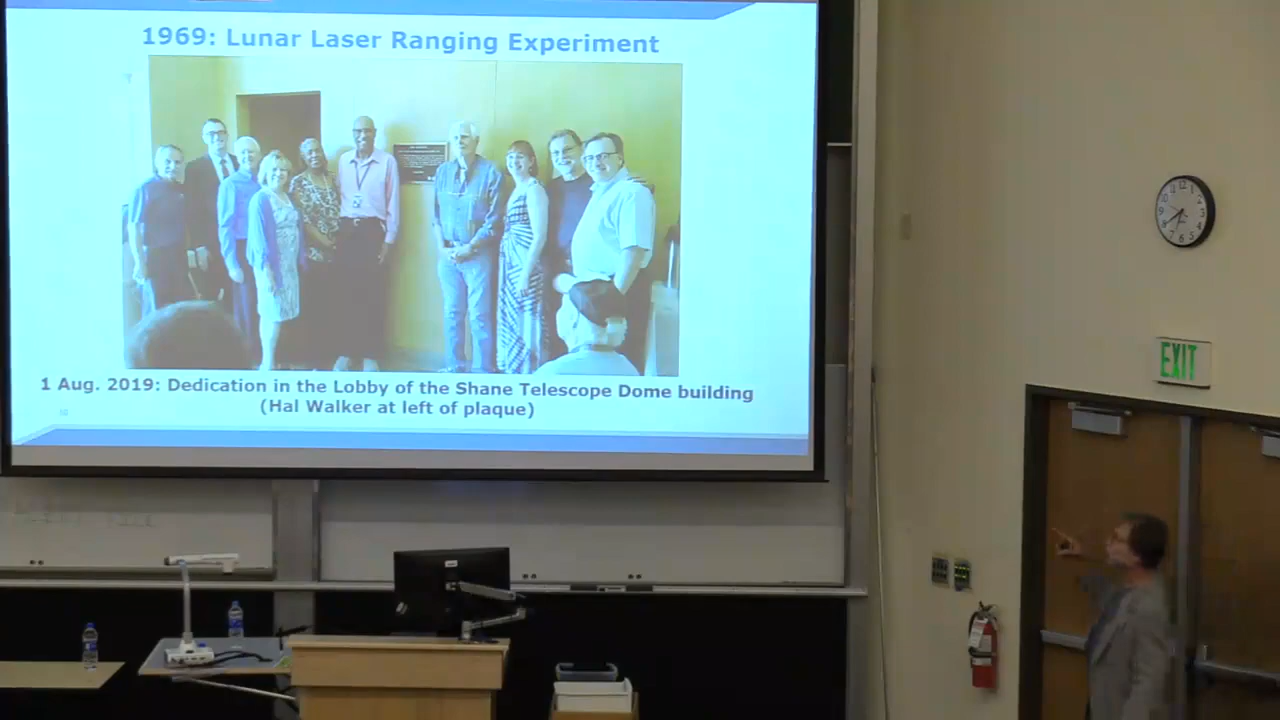 1969: Lunar Laser Ranging Experiment
1 Aug. 2019: Dedication in the Lobby of the Shane Telescope Dome building
(Hal Walker at left of plaque)
10
EXIT